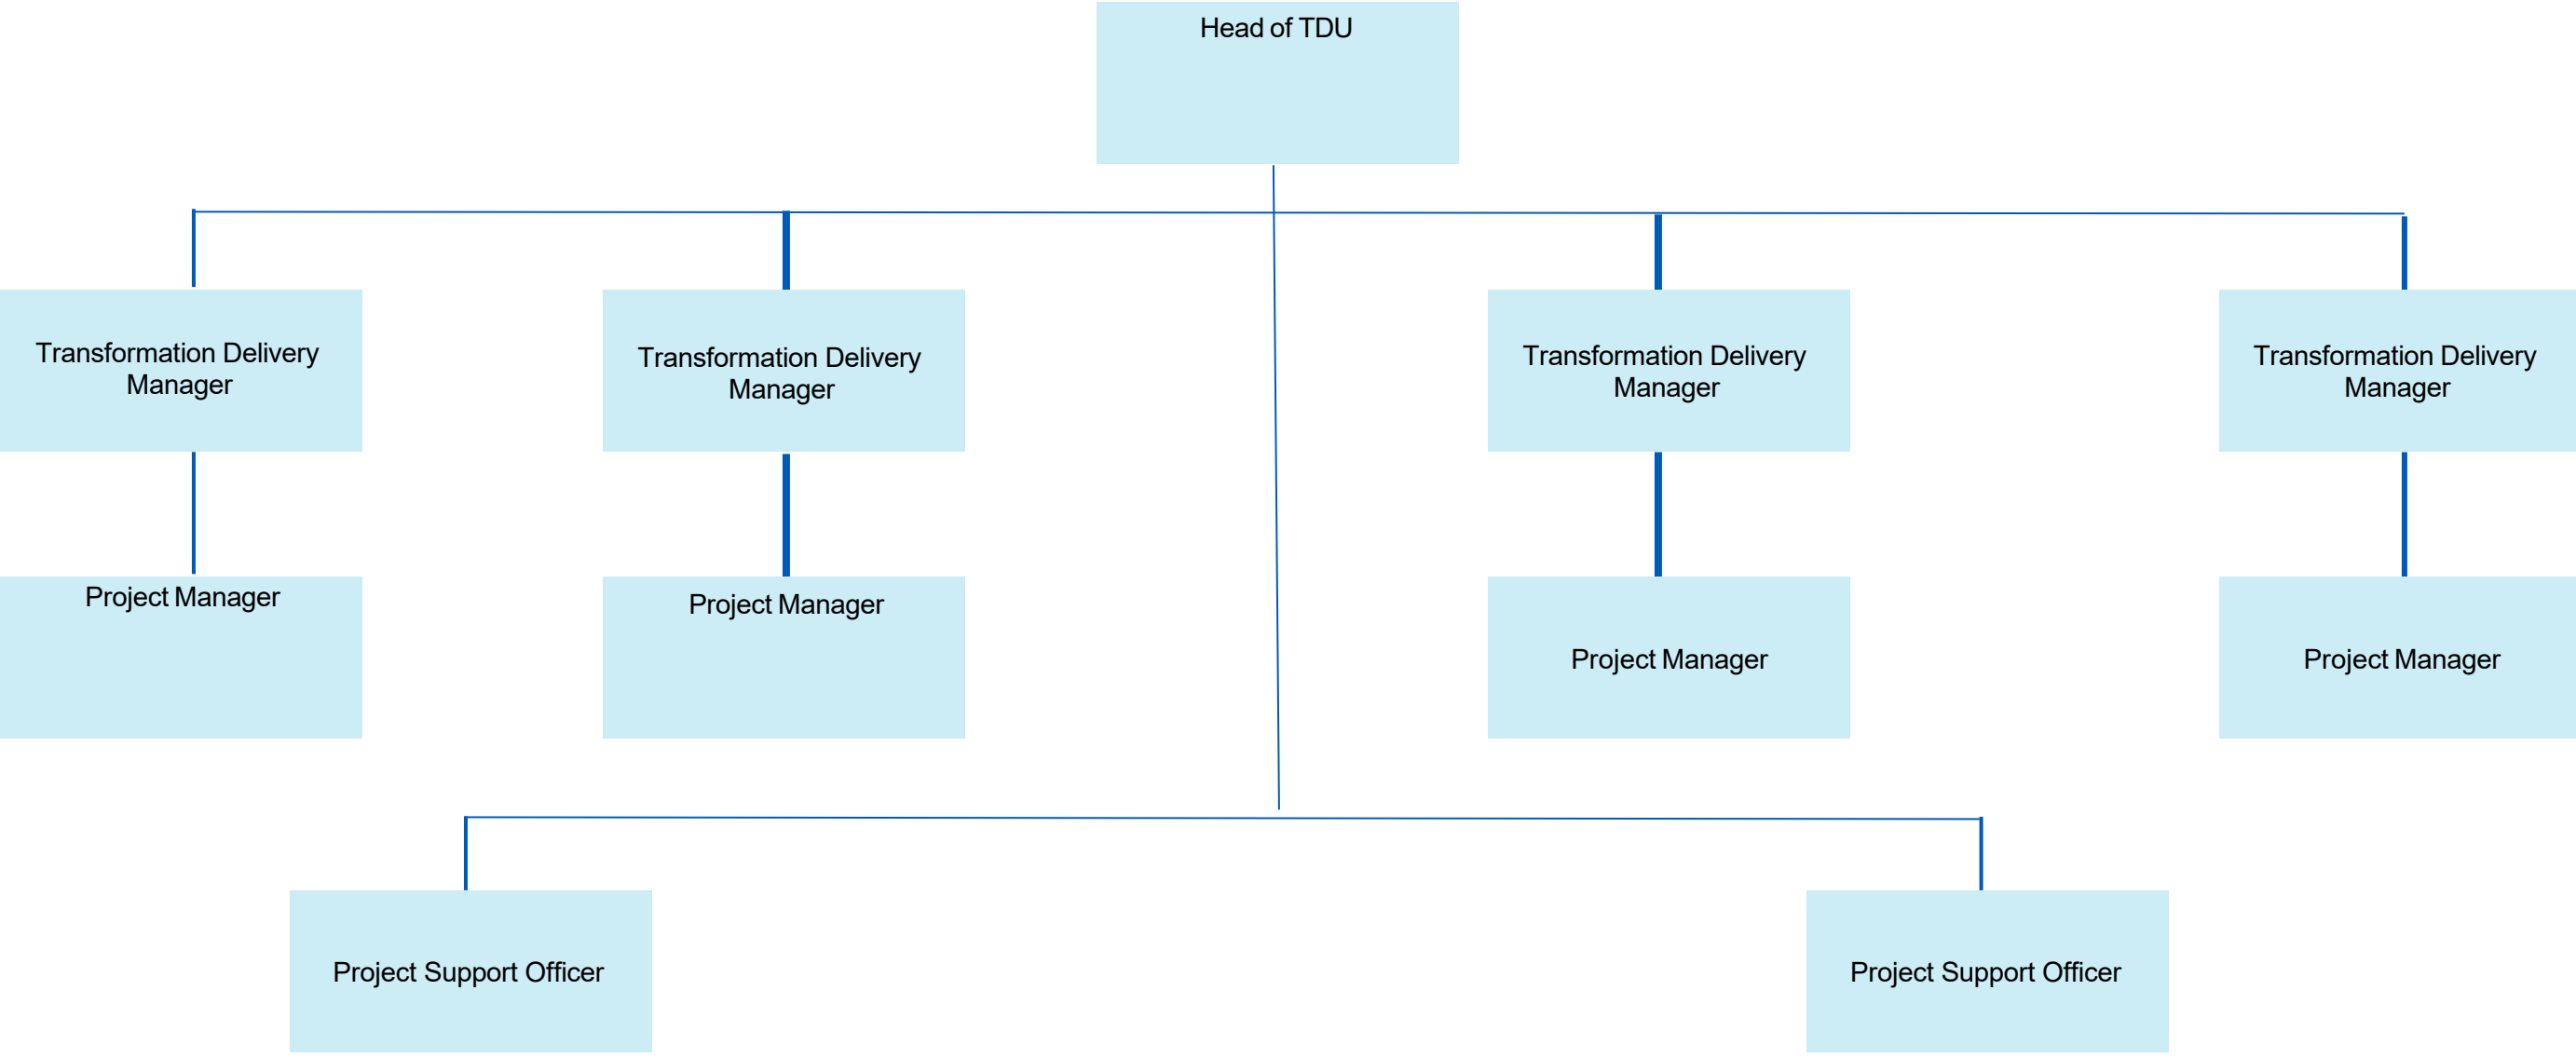 Head of TDU
Transformation Delivery
Manager
Transformation Delivery
Manager
Transformation Delivery
Manager
Transformation Delivery
Manager
Project Manager
Project Manager
Project Manager
Project Manager
Project Support Officer
Project Support Officer